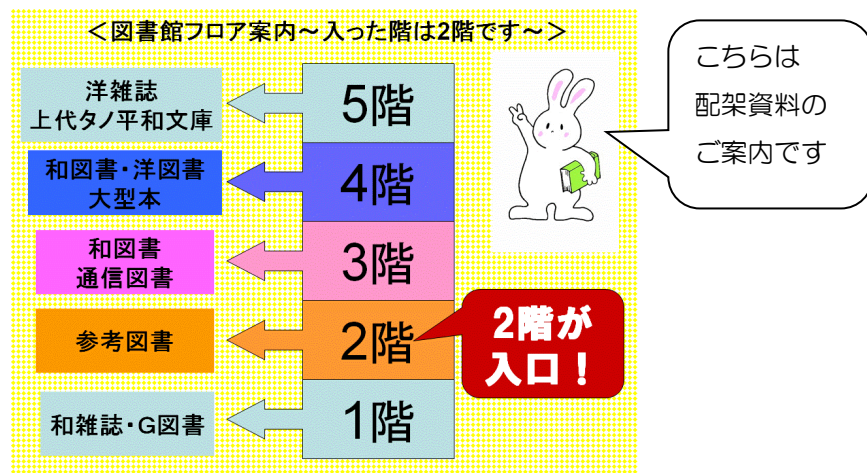 ＜図書館フロア案内～入った階は2階です～＞
洋雑誌
上代タノ平和文庫
5階
和図書・洋図書
大型本
4階
和図書
通信図書
3階
参考図書
2階
和雑誌・G図書
1階
2階が
入口！
こちらは
配架資料の
ご案内です